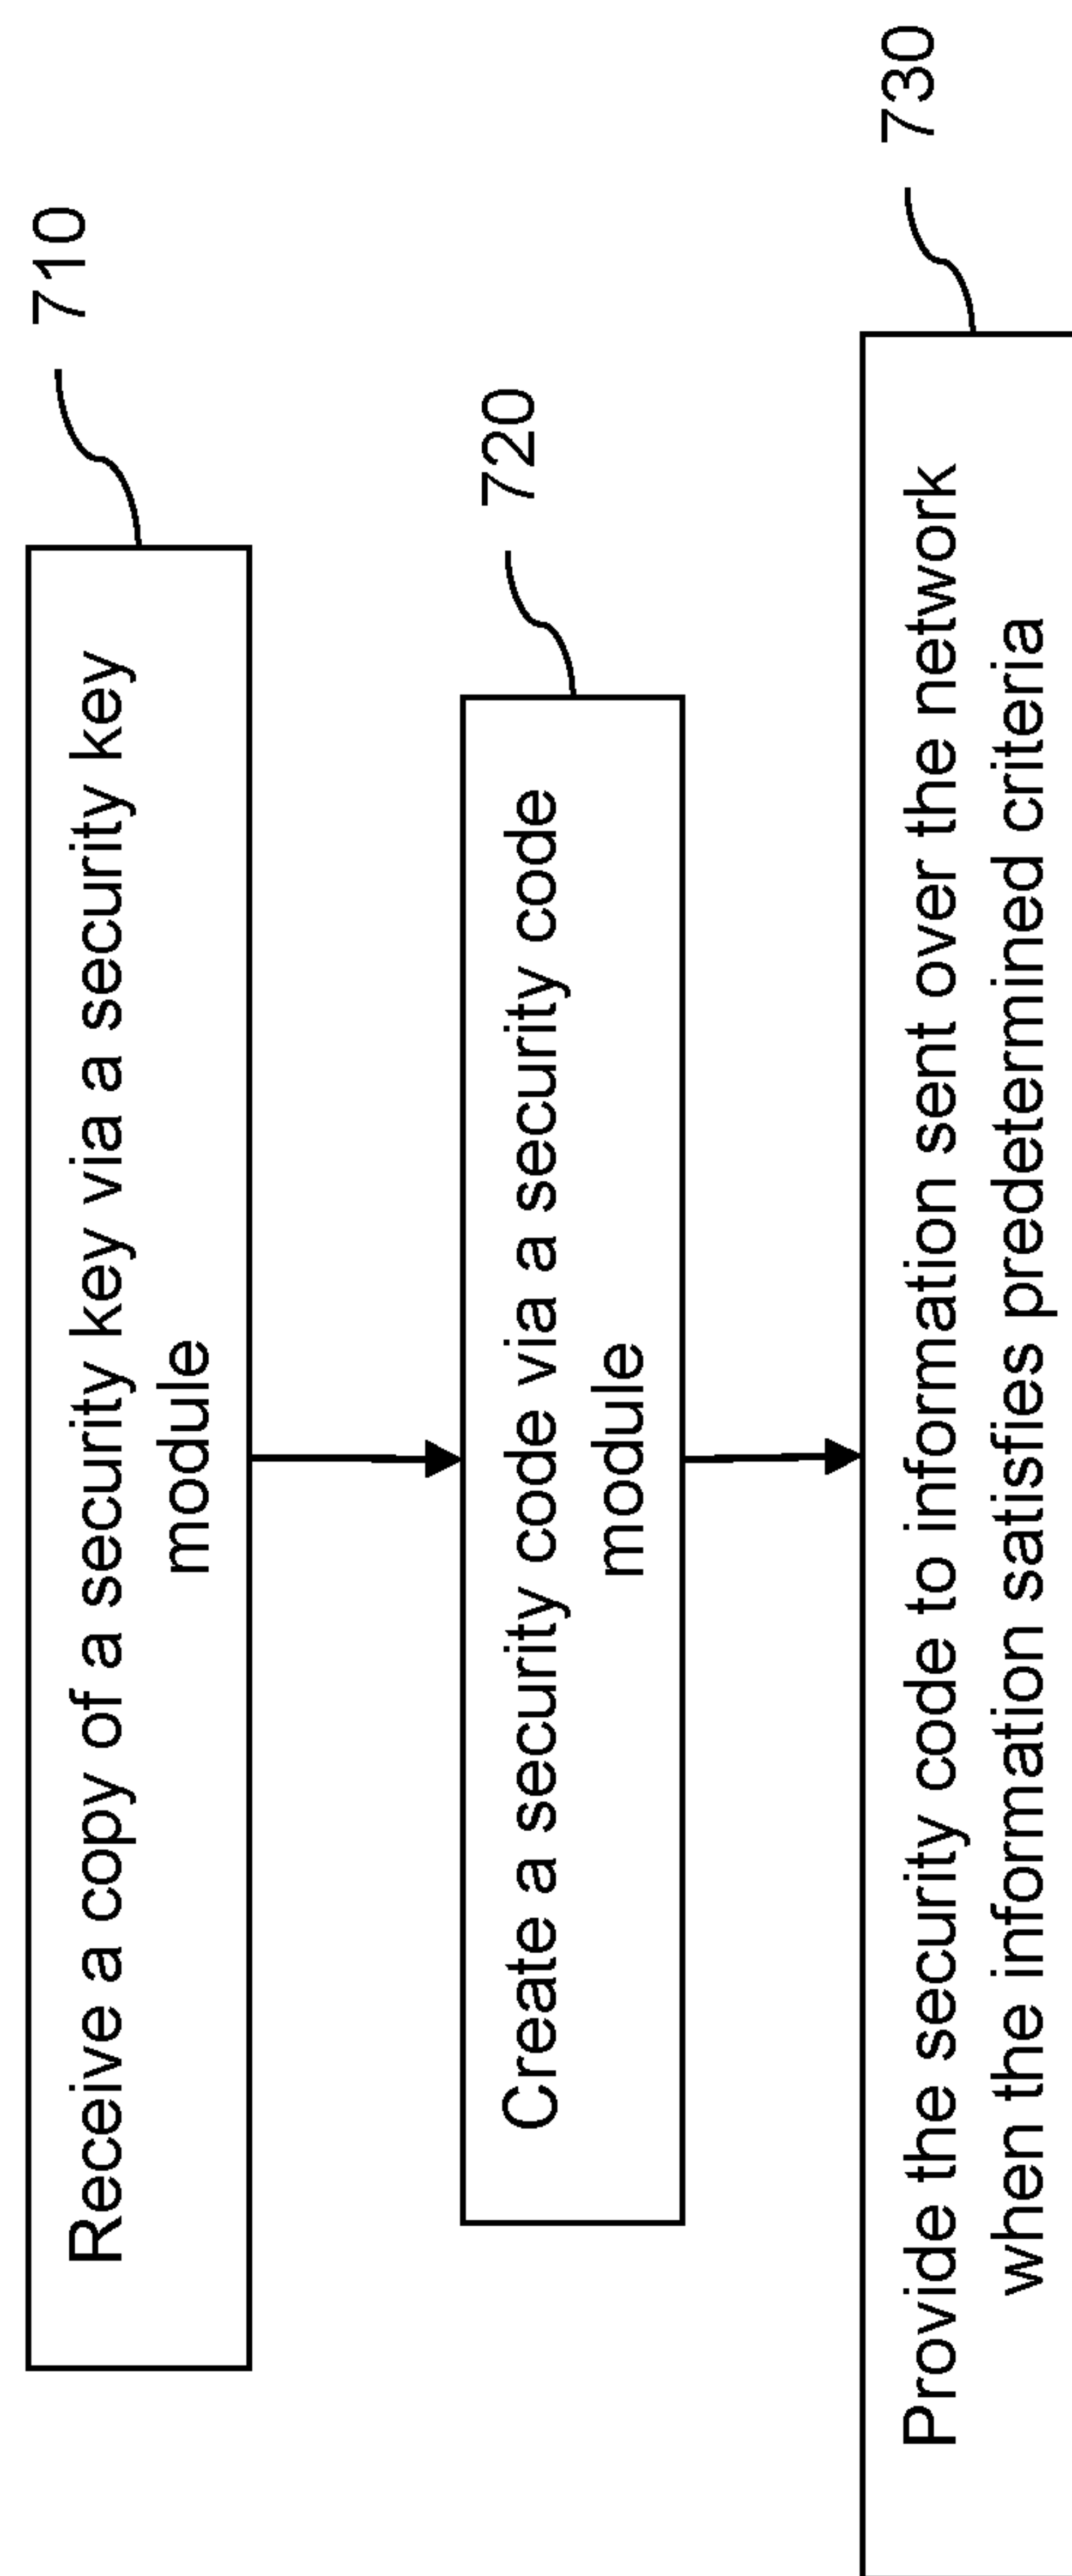 710
Receive a copy of a security key via a security key
module
720
Create a security code via a security code
module
730
Provide the security code to information sent over the network
when the information satisfies predetermined criteria